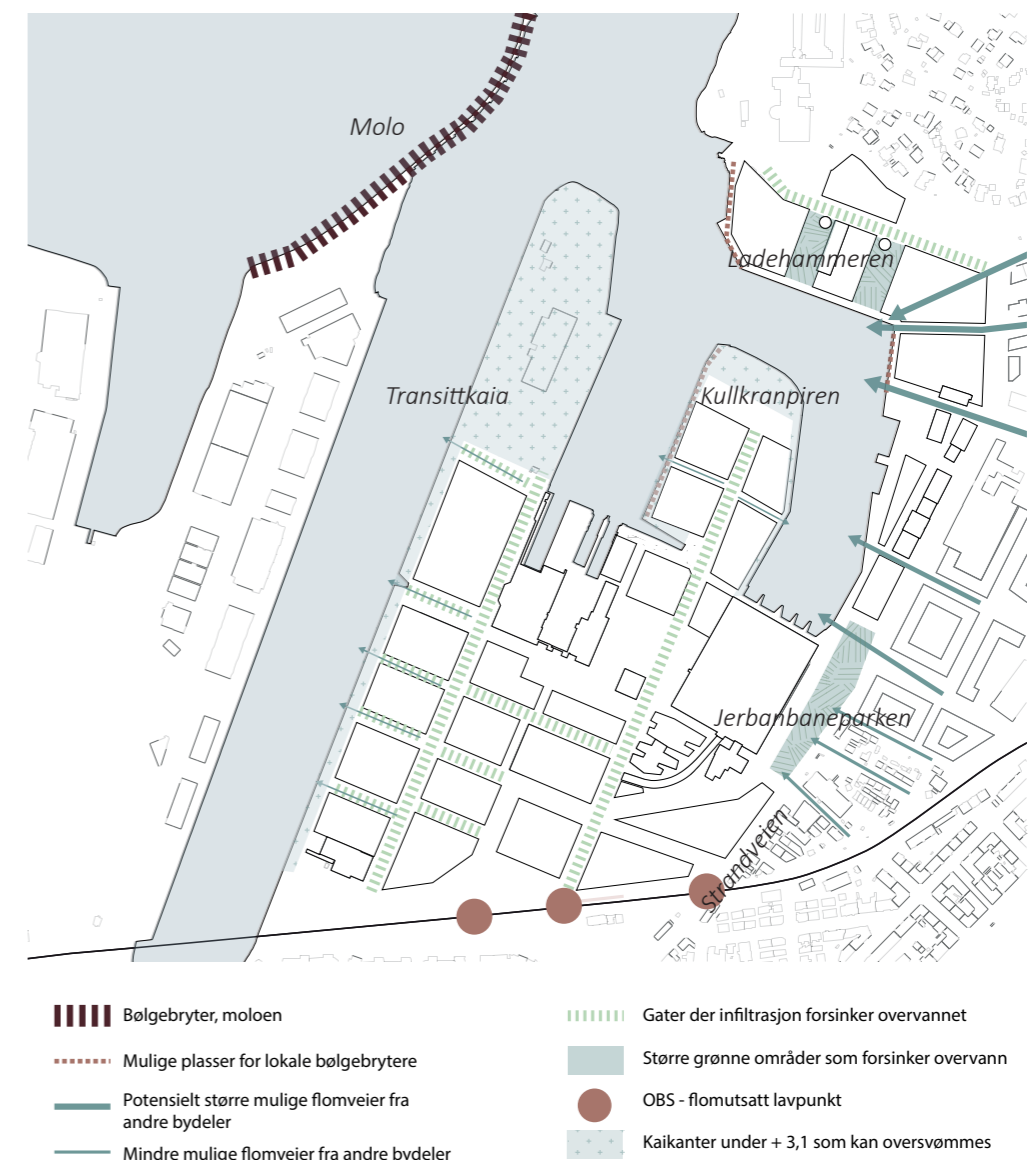 Molo
Ladehammeren
Transittkaia
Kullkranpiren
Jerbanbaneparken
Strandveien
Bølgebryter, moloen
Mulige plasser for lokale bølgebrytere
Potensielt større mulige flomveier fra
andre bydeler
Mindre mulige flomveier fra andre bydeler
Gater der infiltrasjon forsinker overvannet
Større grønne områder som forsinker overvann
OBS - flomutsatt lavpunkt
Kaikanter under + 3,1 som kan oversvømmes